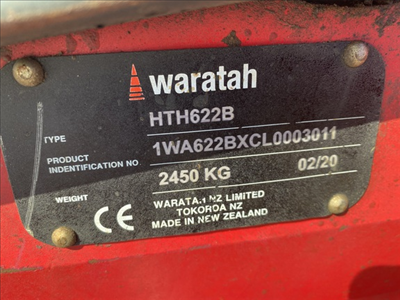 waratah
TYPE HTH622B
PRODUCT INDENTIFICATION NO 1WA622BXCL0003011
WEIGHT 2450 KG 02/20
CE WARATAH NZ LIMITED
TOKOROA NZ
MADE IN NEW ZEALAND